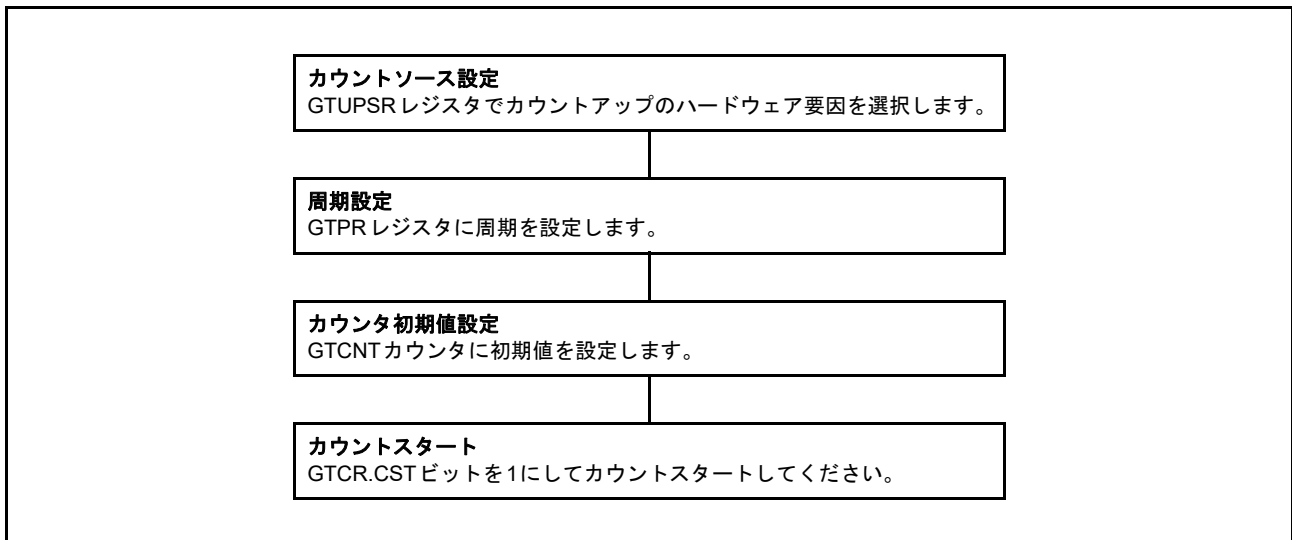 カウントソース設定
GTUPSRレジスタでカウントアップのハードウェア要因を選択します。
周期設定
GTPRレジスタに周期を設定します。
カウンタ初期値設定
GTCNTカウンタに初期値を設定します。
カウントスタート
GTCR.CSTビットを1にしてカウントスタートしてください。